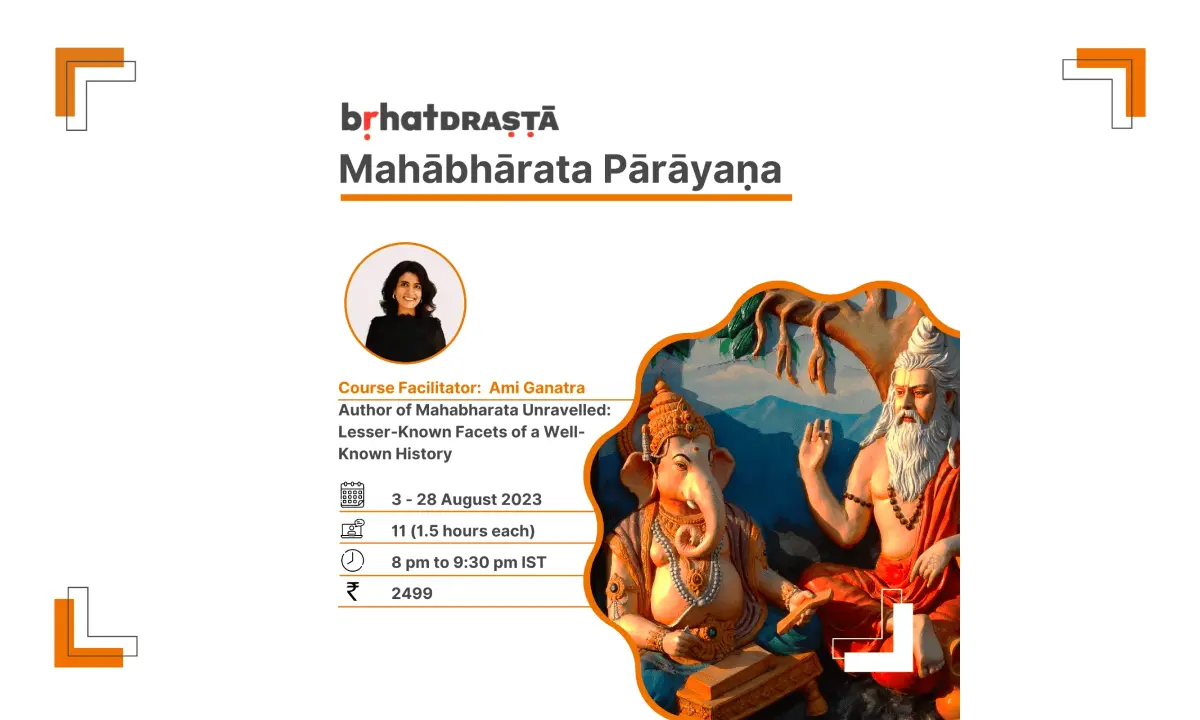 bṛhatDRAṢṬĀ
Mahābhārata Pārāyaṇa
Course Facilitator: Ami Ganatra
Author of Mahabharata Unravelled:
Lesser-Known Facets of a Well-
Known History
3 - 28 August 2023
11 (1.5 hours each)
8 pm to 9:30 pm IST
₹ 2499